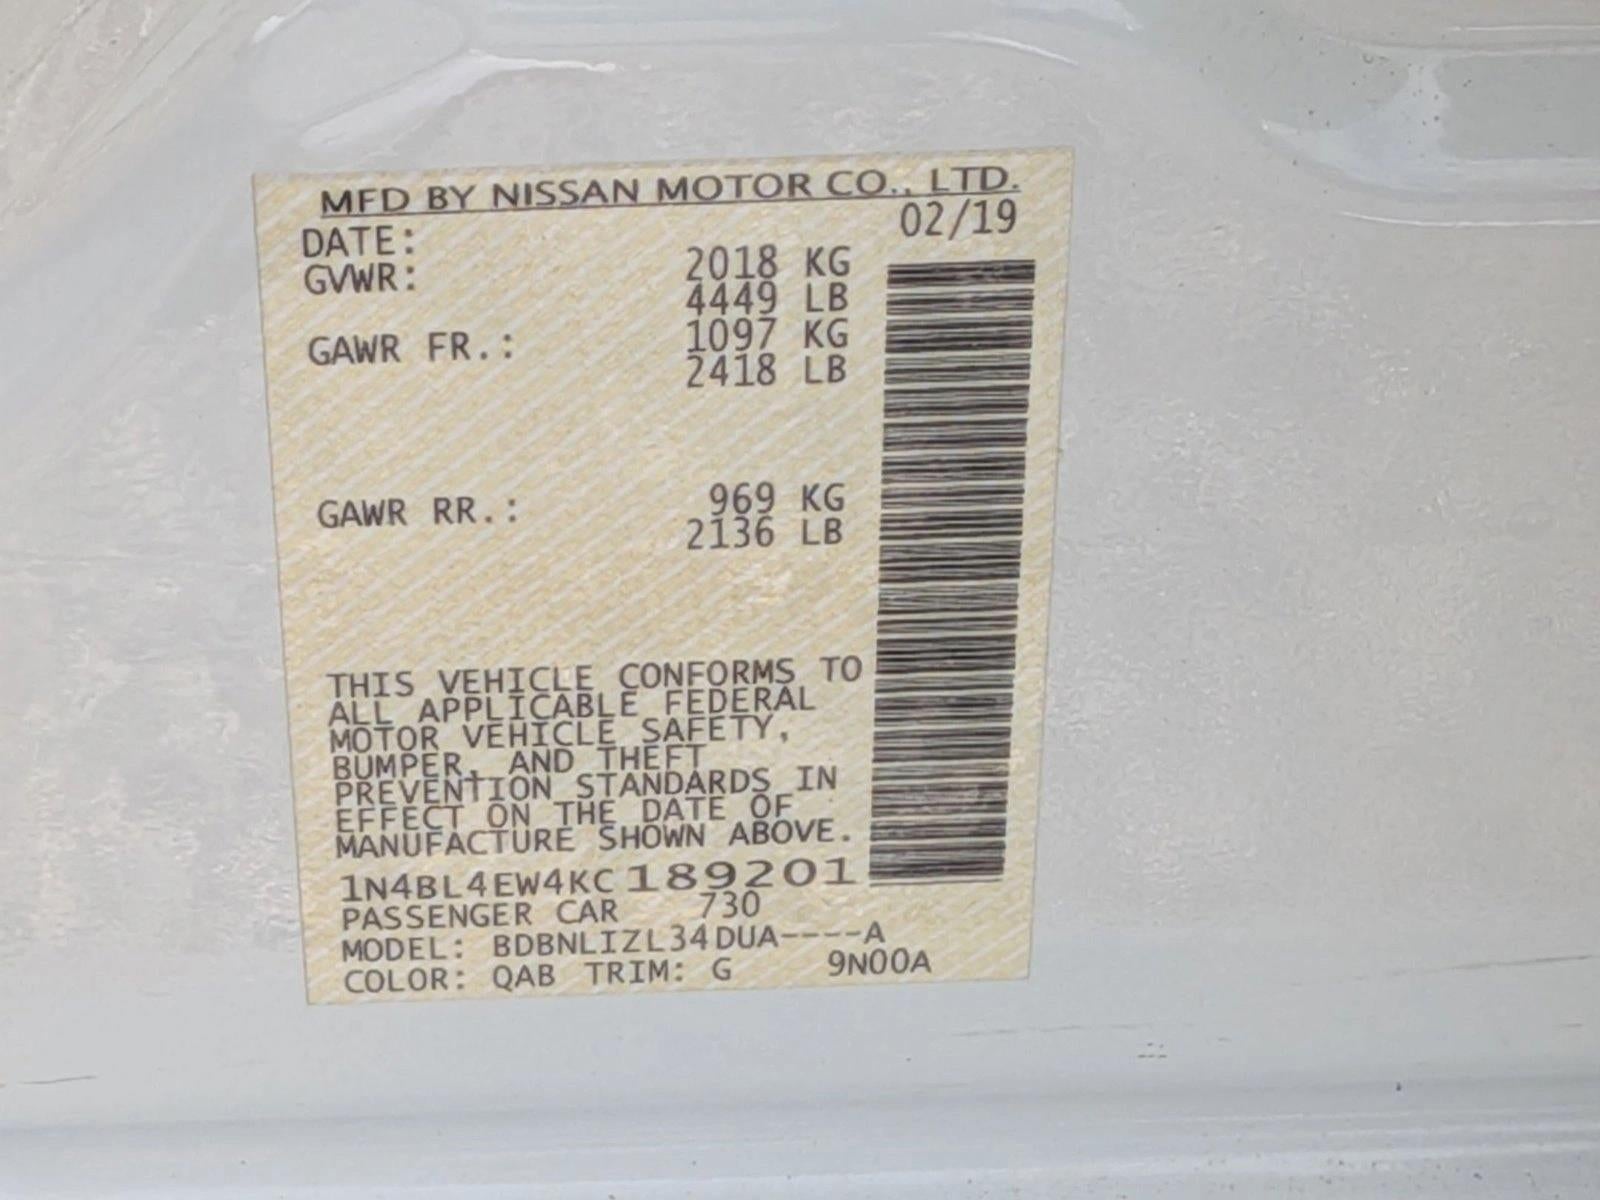 MFD BY NISSAN MOTOR CO., LTD.
DATE: 02/19
GVWR: 2018 KG
4449 LB
GAWR FR.: 1097 KG
2418 LB
GAWR RR.: 969 KG
2136 LB
THIS VEHICLE CONFORMS TO
ALL APPLICABLE FEDERAL
MOTOR VEHICLE SAFETY,
BUMPER, AND THEFT
PREVENTION STANDARDS IN
EFFECT ON THE DATE OF
MANUFACTURE SHOWN ABOVE.
1N4BL4EW4KC189201
PASSENGER CAR 730
MODEL: BDBNLIZL34DUA----A
COLOR: QAB TRIM: G 9N00A